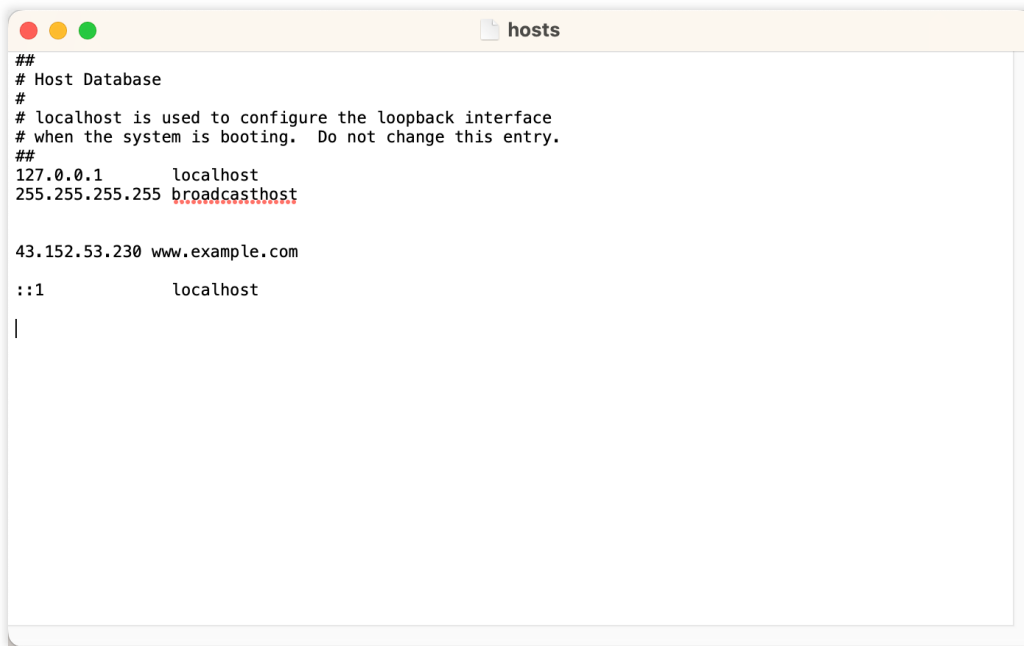 hosts
##
# Host Database
#
# localhost is used to configure the loopback interface
# when the system is booting.  Do not change this entry.
##
127.0.0.1       localhost
255.255.255.255 broadcasthost
43.152.53.230 www.example.com
::1             localhost